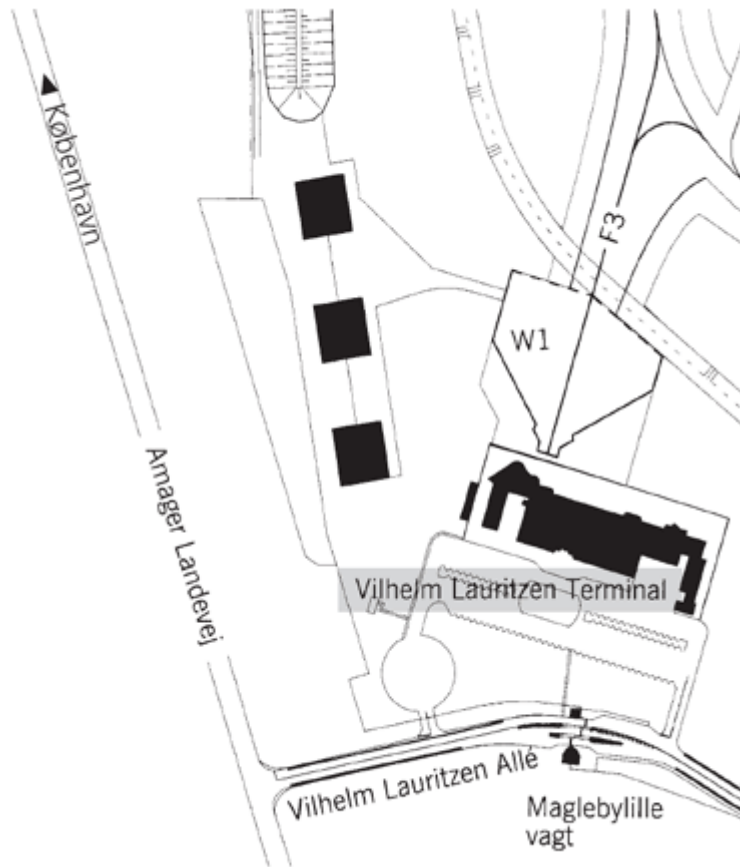 København
F3
W1
Amager Landevej
Vilhelm Lauritzen Terminal
Vilhelm Lauritzen Allé
Maglebylille
vagt